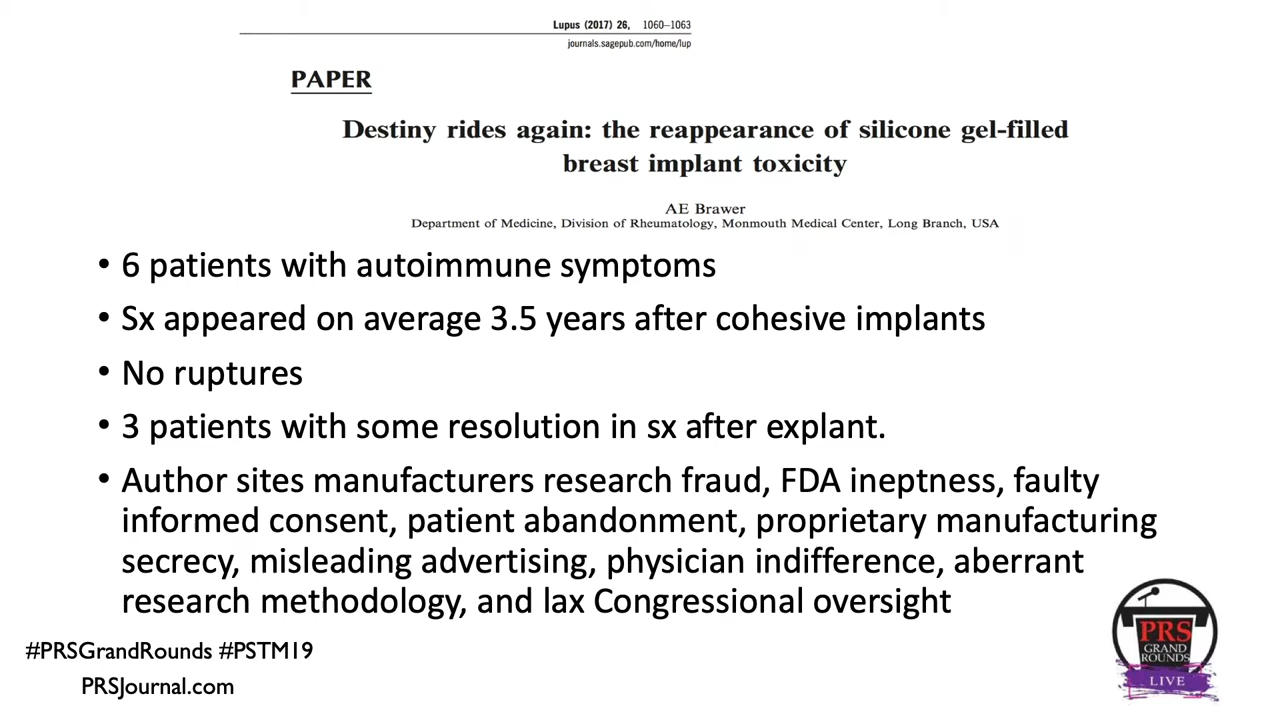 Lupus (2017) 26, 1060–1063
journals.sagepub.com/home/lup
PAPER
Destiny rides again: the reappearance of silicone gel-filled
breast implant toxicity
AE Brawer
Department of Medicine, Division of Rheumatology, Monmouth Medical Center, Long Branch, USA
• 6 patients with autoimmune symptoms
• Sx appeared on average 3.5 years after cohesive implants
• No ruptures
• 3 patients with some resolution in sx after explant.
• Author sites manufacturers research fraud, FDA ineptness, faulty
informed consent, patient abandonment, proprietary manufacturing
secrecy, misleading advertising, physician indifference, aberrant
research methodology, and lax Congressional oversight
#PRSGrandRounds #PSTM19
PRSJournal.com
PRS
GRAND
ROUNDS
LIVE